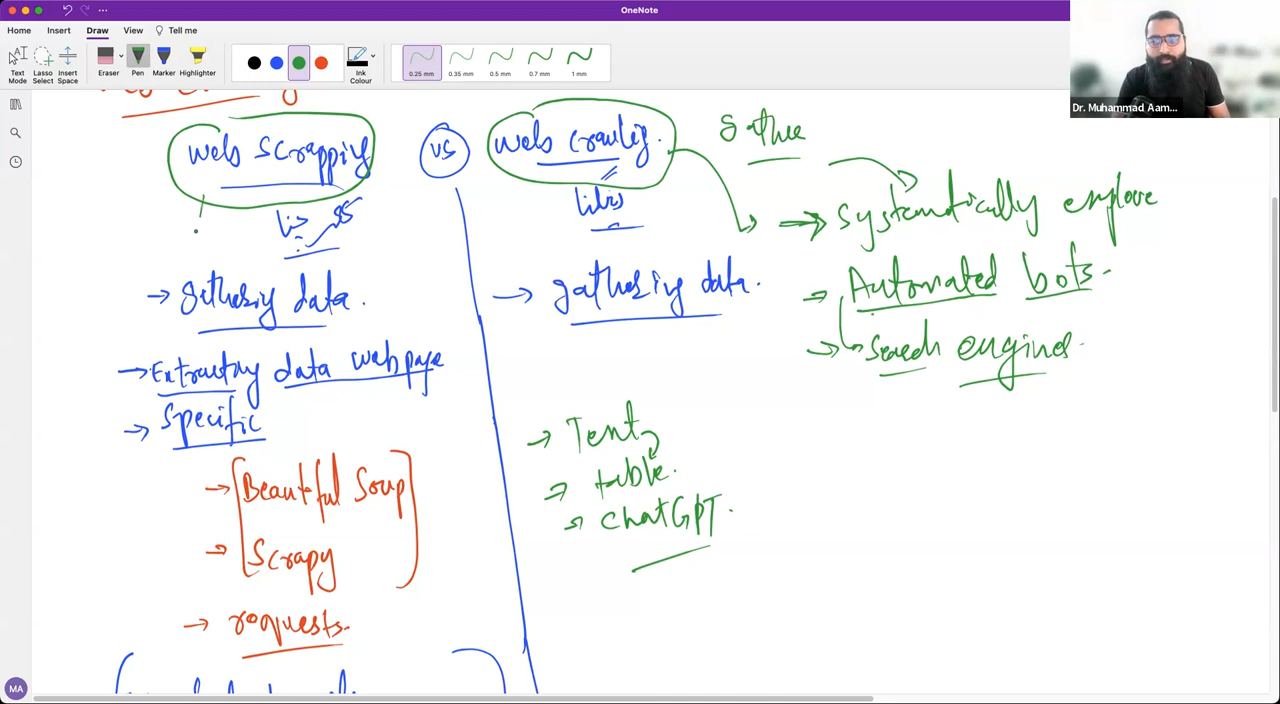 OneNote
Home Insert Draw View Tell me
Text Mode
Lasso Select
Insert Space
Eraser
Pen
Marker
Highlighter
Ink Colour
0.25 mm
0.35 mm
0.5 mm
0.7 mm
1 mm
Dr. Muhammad Aam...
Web Scrapping
VS
Web Crawlig.
→ gathering data.
→ Extracting data webpage
→ Specific
→ Beautiful Soup
→ Scrapy
→ requests.
→ gathering data.
→ Text
→ table.
→ ChatGPT.
→ Systematically explore
→ Automated bots.
→ Search engines.
MA